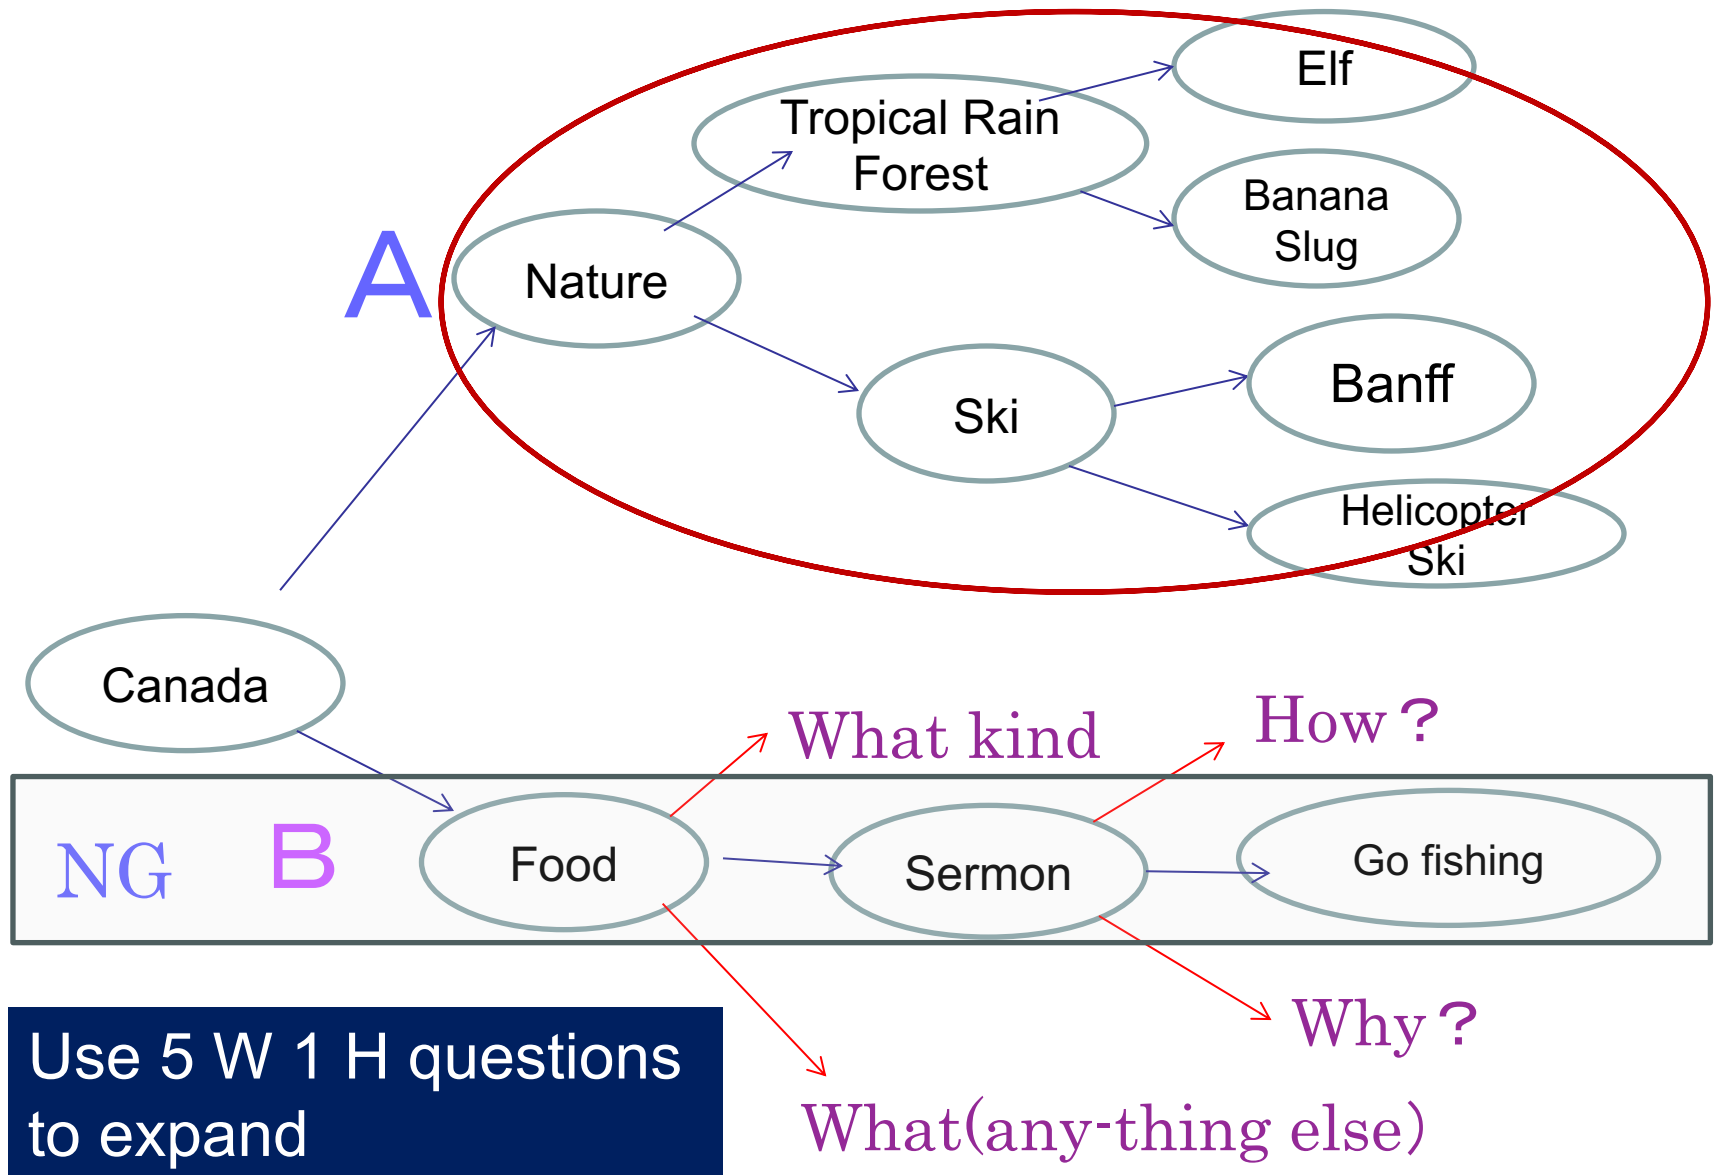 Elf
Tropical Rain
Forest
Banana
Slug
A
Nature
Banff
Ski
Helicopter
Ski
Canada
What kind
How？
NG
B
Food
Sermon
Go fishing
Why？
Use 5 W 1 H questions
to expand
What(any-thing else)